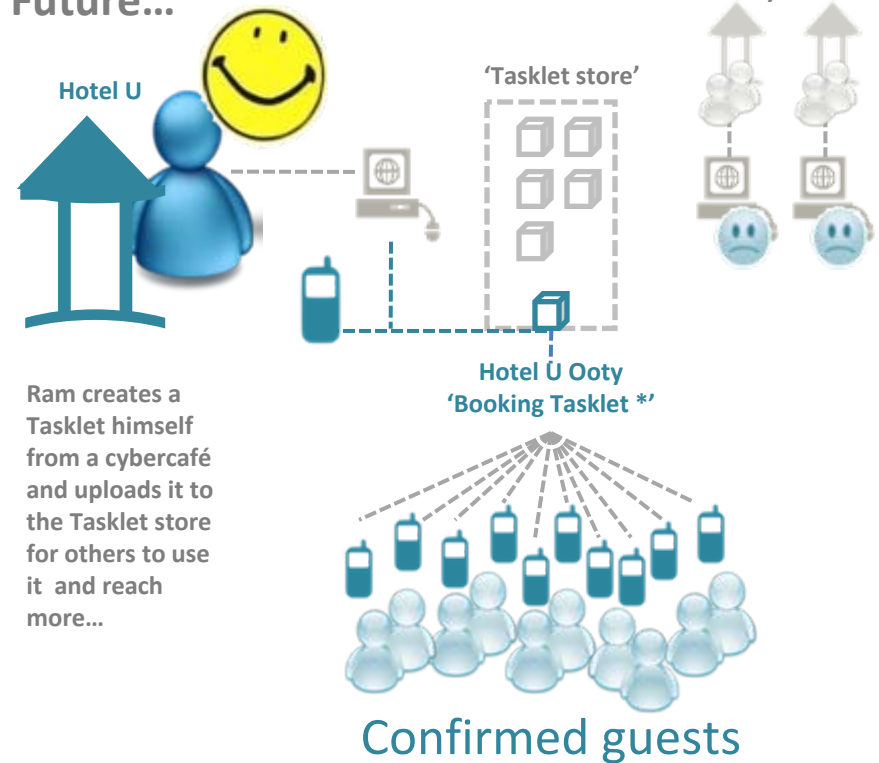 Future…
Hotel U
‘Tasklet store’
Hotel U Ooty
‘Booking Tasklet *’
Ram creates a
Tasklet himself
from a cybercafé
and uploads it to
the Tasklet store
for others to use
it and reach
more…
Confirmed guests